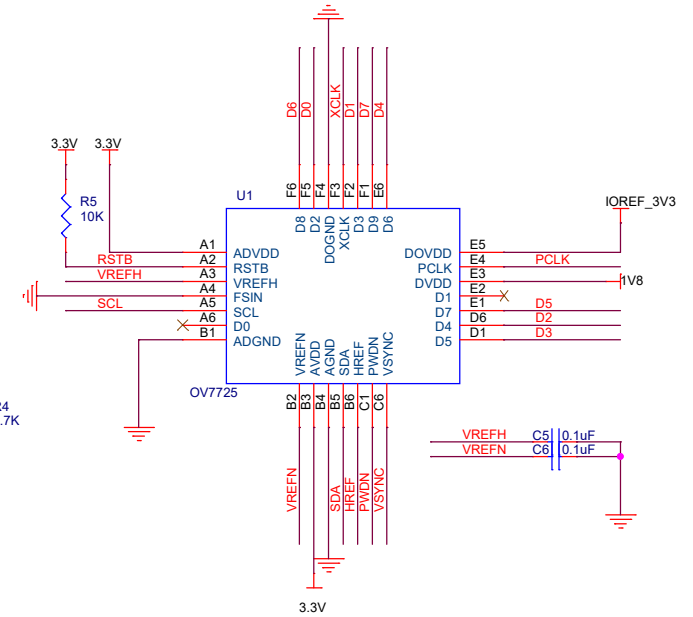 D6
D0
XCLK
D1
D7
D4
3.3V
3.3V
F6
F5
F4
F3
F2
F1
E6
U1
R5
10K
IOREF_3V3
D8
D2
DOGND
XCLK
D3
D9
D6
A1
ADVDD
DOVDD
E5
RSTB
A2
RSTB
PCLK
E4
PCLK
VREFH
A3
VREFH
DVDD
E3
1V8
A4
FSIN
D1
E2
SCL
A5
SCL
D7
E1
D5
A6
D0
D4
D6
D2
B1
ADGND
D5
D1
D3
VREFN
AVDD
AGND
SDA
HREF
PWDN
VSYNC
OV7725
B2
B3
B4
B5
B6
C1
C6
.7K
VREFH
C5
0.1uF
VREFN
C6
0.1uF
VREFN
SDA
HREF
PWDN
VSYNC
3.3V